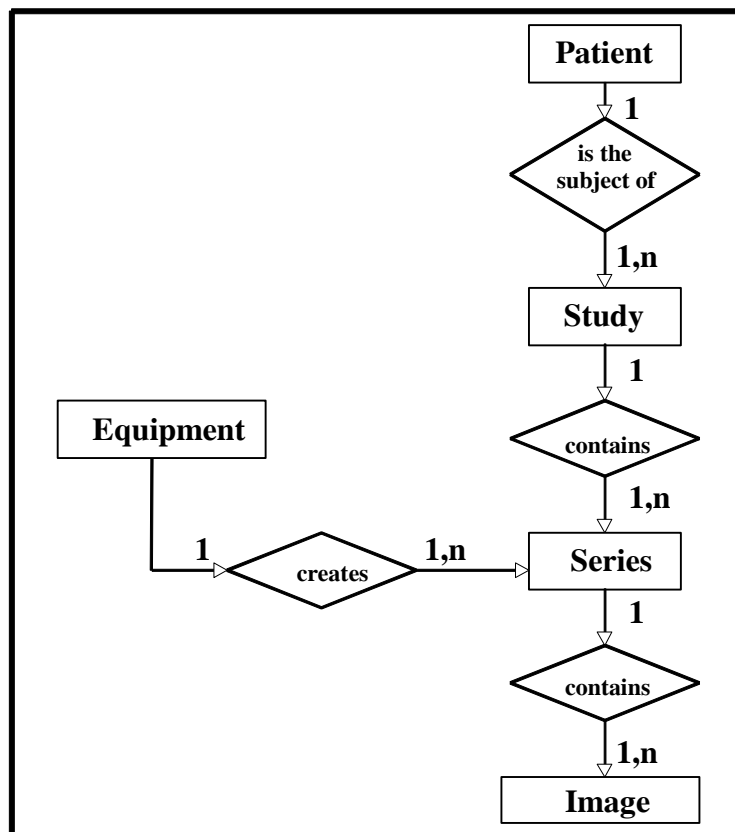 Patient
1
is the
subject of
1,n
Study
1
Equipment
contains
1,n
1
creates
1,n
Series
1
contains
1,n
Image